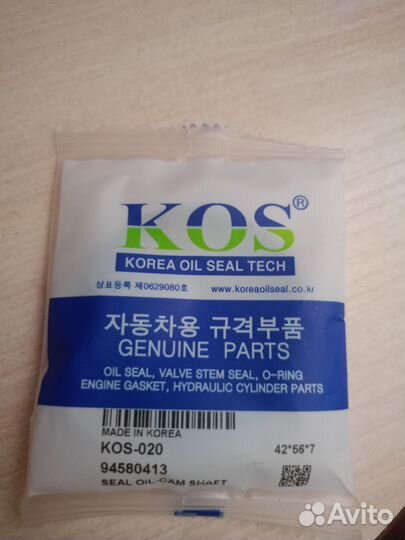 KOS®
KOREA OIL SEAL TECH
상표등록 제0629080호 www.koreaoilseal.co.kr
자동차용 규격부품
GENUINE PARTS
OIL SEAL, VALVE STEM SEAL, O-RING
ENGINE GASKET, HYDRAULIC CYLINDER PARTS
MADE IN KOREA
KOS-020 42*56*7
94580413
SEAL OIL-CAM SHAFT
Avito